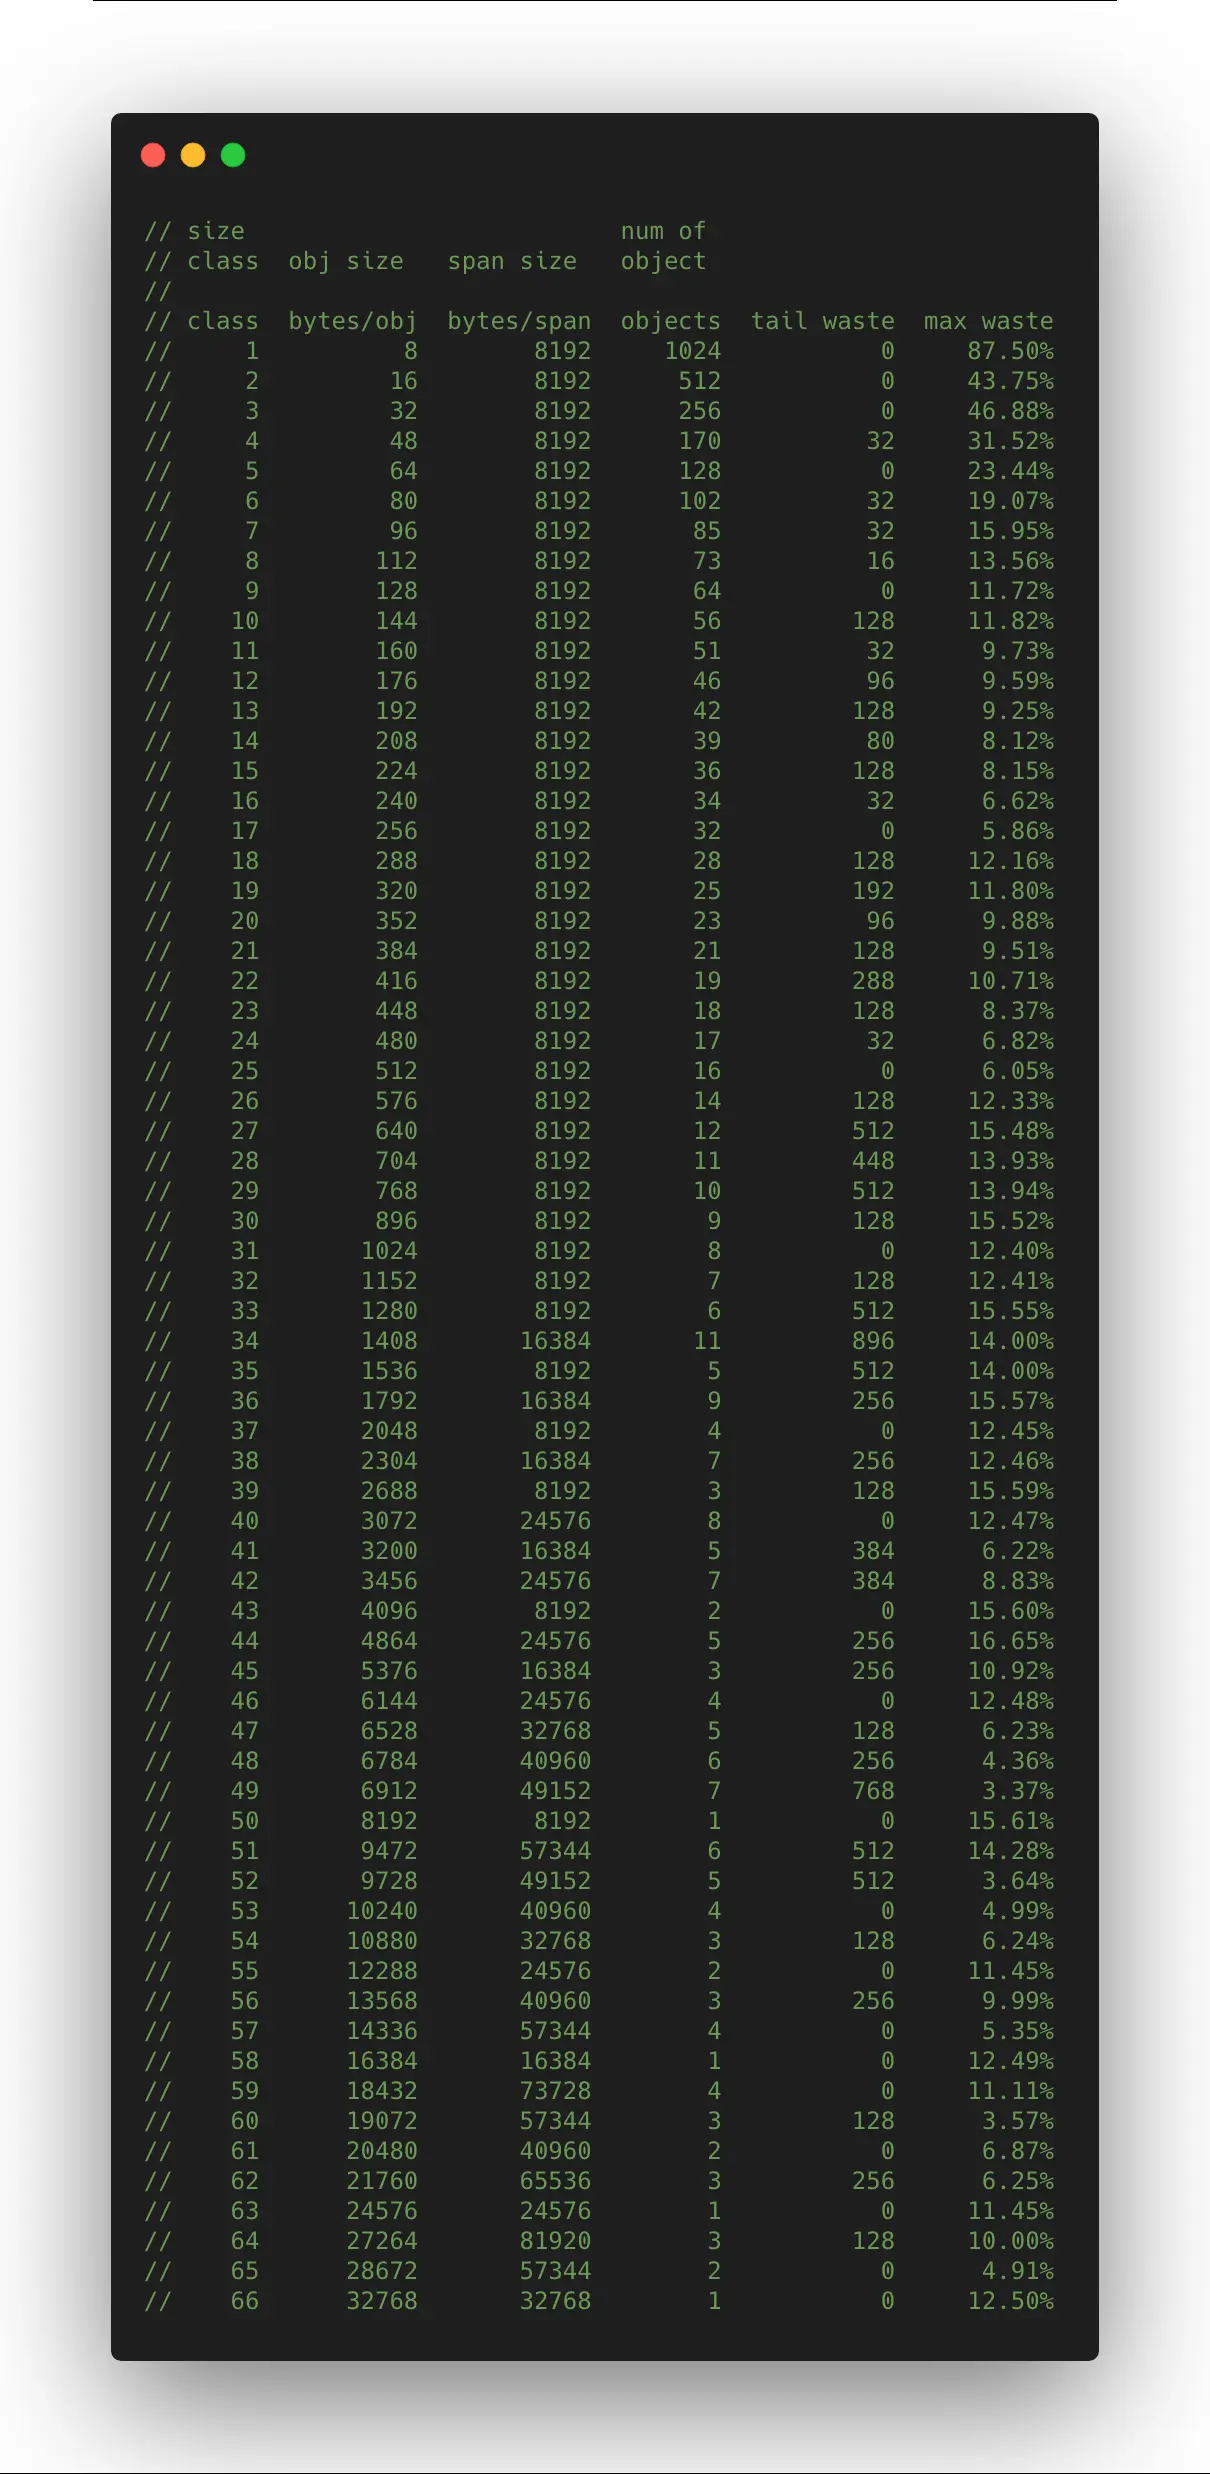 // size                          num of
// class  obj size   span size   object
//
// class  bytes/obj  bytes/span  objects  tail waste  max waste
//     1          8        8192     1024           0     87.50%
//     2         16        8192      512           0     43.75%
//     3         32        8192      256           0     46.88%
//     4         48        8192      170          32     31.52%
//     5         64        8192      128           0     23.44%
//     6         80        8192      102          32     19.07%
//     7         96        8192       85          32     15.95%
//     8        112        8192       73          16     13.56%
//     9        128        8192       64           0     11.72%
//    10        144        8192       56         128     11.82%
//    11        160        8192       51          32      9.73%
//    12        176        8192       46          96      9.59%
//    13        192        8192       42         128      9.25%
//    14        208        8192       39          80      8.12%
//    15        224        8192       36         128      8.15%
//    16        240        8192       34          32      6.62%
//    17        256        8192       32           0      5.86%
//    18        288        8192       28         128     12.16%
//    19        320        8192       25         192     11.80%
//    20        352        8192       23          96      9.88%
//    21        384        8192       21         128      9.51%
//    22        416        8192       19         288     10.71%
//    23        448        8192       18         128      8.37%
//    24        480        8192       17          32      6.82%
//    25        512        8192       16           0      6.05%
//    26        576        8192       14         128     12.33%
//    27        640        8192       12         512     15.48%
//    28        704        8192       11         448     13.93%
//    29        768        8192       10         512     13.94%
//    30        896        8192        9         128     15.52%
//    31       1024        8192        8           0     12.40%
//    32       1152        8192        7         128     12.41%
//    33       1280        8192        6         512     15.55%
//    34       1408       16384       11         896     14.00%
//    35       1536        8192        5         512     14.00%
//    36       1792       16384        9         256     15.57%
//    37       2048        8192        4           0     12.45%
//    38       2304       16384        7         256     12.46%
//    39       2688        8192        3         128     15.59%
//    40       3072       24576        8           0     12.47%
//    41       3200       16384        5         384      6.22%
//    42       3456       24576        7         384      8.83%
//    43       4096        8192        2           0     15.60%
//    44       4864       24576        5         256     16.65%
//    45       5376       16384        3         256     10.92%
//    46       6144       24576        4           0     12.48%
//    47       6528       32768        5         128      6.23%
//    48       6784       40960        6         256      4.36%
//    49       6912       49152        7         768      3.37%
//    50       8192        8192        1           0     15.61%
//    51       9472       57344        6         512     14.28%
//    52       9728       49152        5         512      3.64%
//    53      10240       40960        4           0      4.99%
//    54      10880       32768        3         128      6.24%
//    55      12288       24576        2           0     11.45%
//    56      13568       40960        3         256      9.99%
//    57      14336       57344        4           0      5.35%
//    58      16384       16384        1           0     12.49%
//    59      18432       73728        4           0     11.11%
//    60      19072       57344        3         128      3.57%
//    61      20480       40960        2           0      6.87%
//    62      21760       65536        3         256      6.25%
//    63      24576       24576        1           0     11.45%
//    64      27264       81920        3         128     10.00%
//    65      28672       57344        2           0      4.91%
//    66      32768       32768        1           0     12.50%